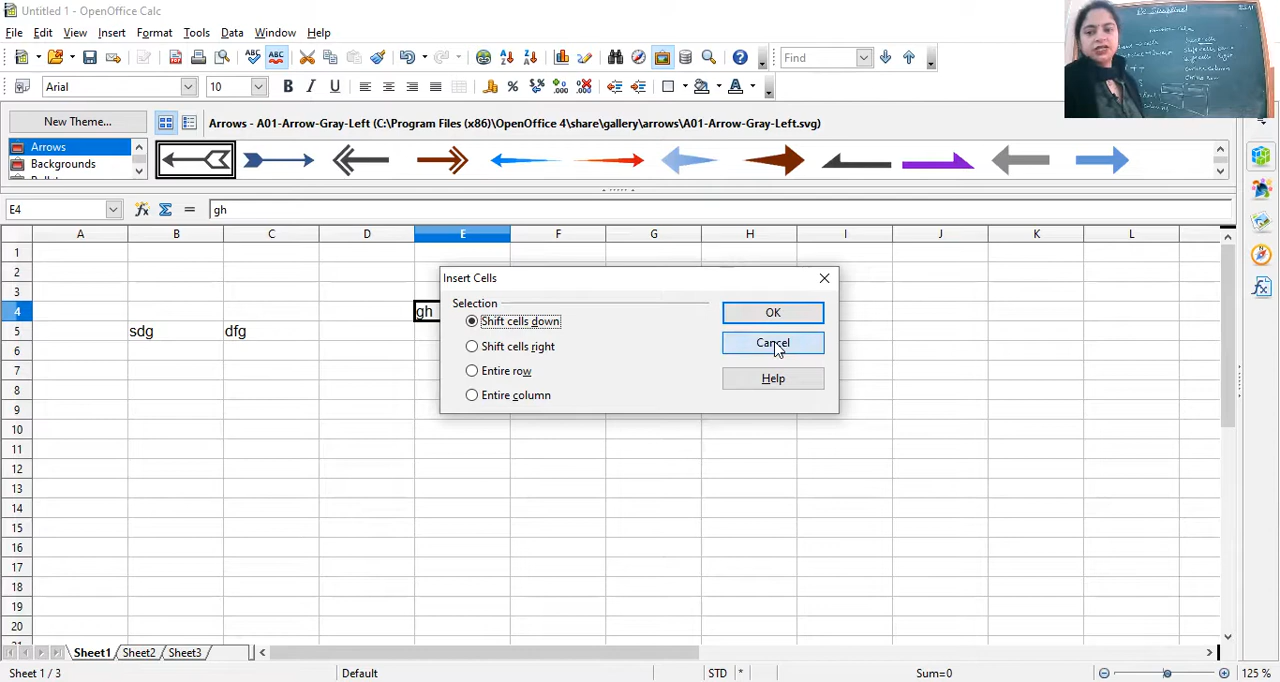 Untitled 1 - OpenOffice Calc
File Edit View Insert Format Tools Data Window Help
Find
Arial 10 B I U
New Theme... Arrows - A01-Arrow-Gray-Left (C:\Program Files (x86)\OpenOffice 4\share\gallery\arrows\A01-Arrow-Gray-Left.svg)
Arrows
Backgrounds
E4 gh
A B C D E F G H I J K L
1
2
3
4 gh
5 sdg dfg
6
7
8
9
10
11
12
13
14
15
16
17
18
19
20
Insert Cells
Selection
Shift cells down
Shift cells right
Entire row
Entire column
OK
Cancel
Help
Sheet1 Sheet2 Sheet3
Sheet 1 / 3 Default STD * Sum=0 125 %